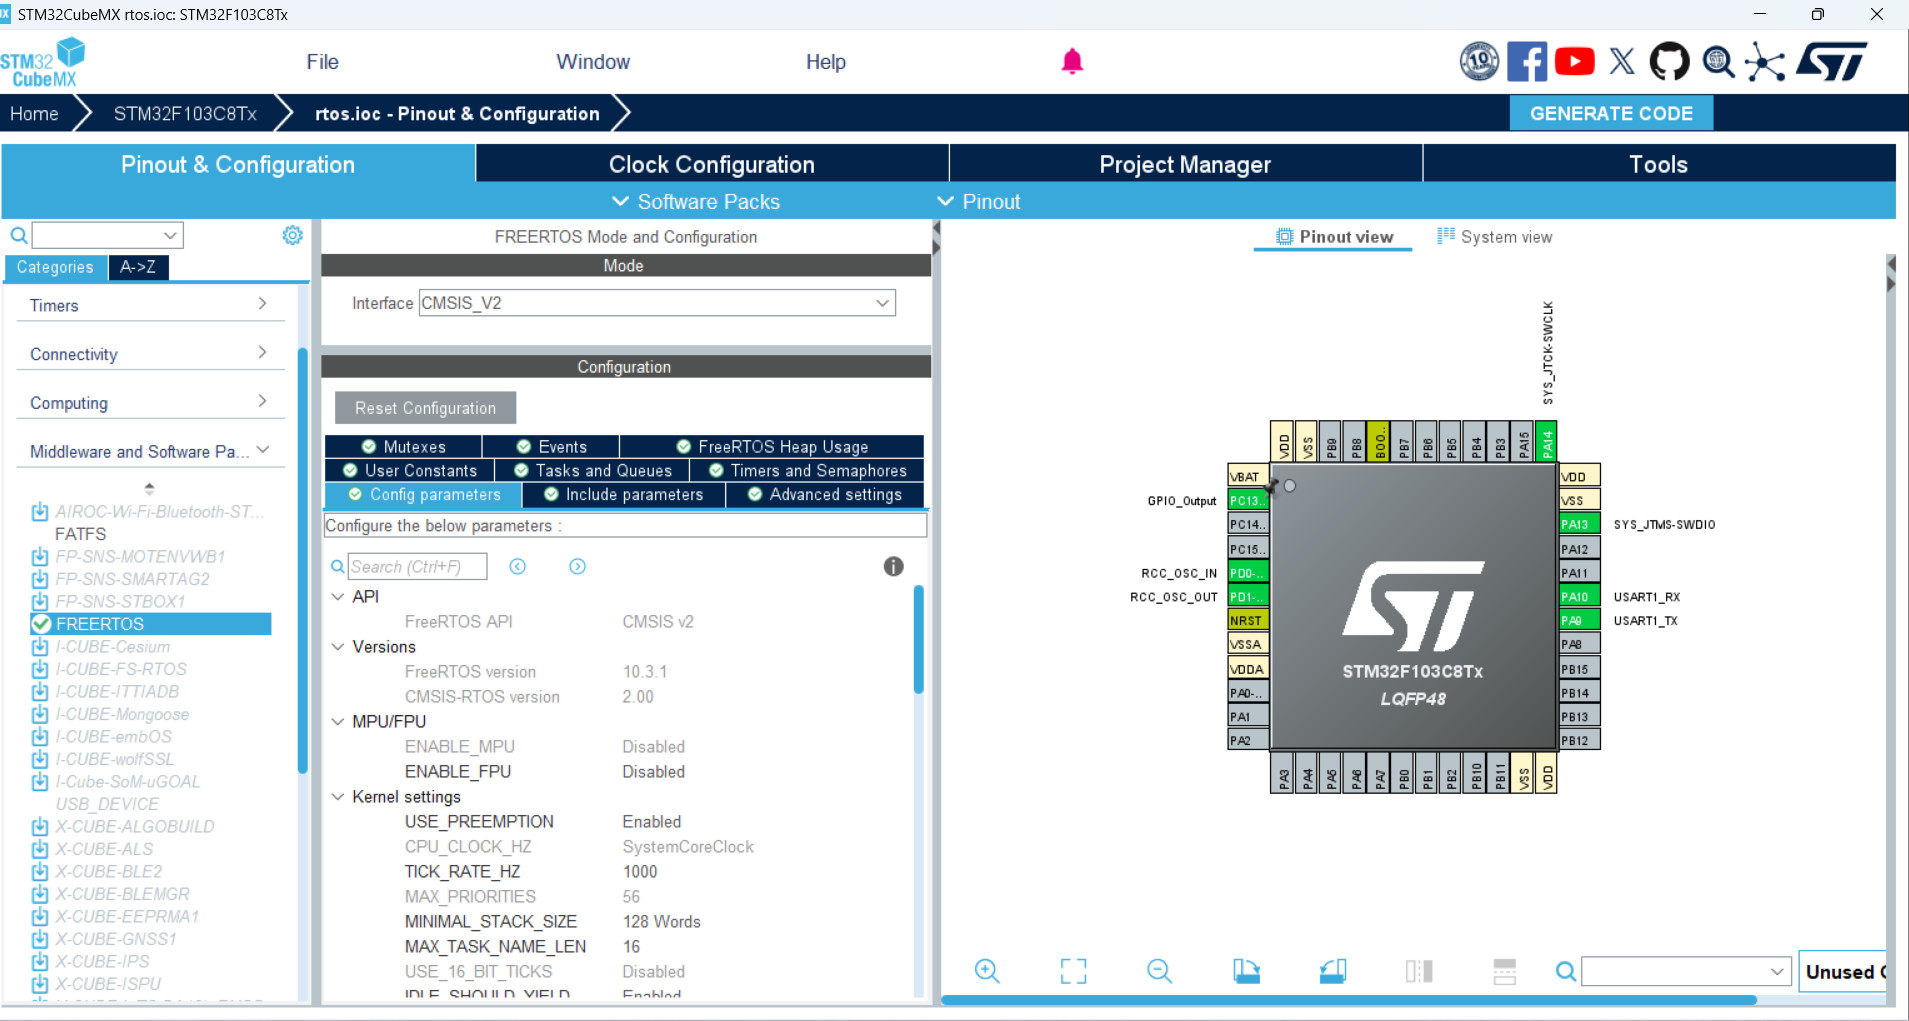 STM32CubeMX rtos.ioc: STM32F103C8Tx
STM32 CubeMX
File Window Help
Home STM32F103C8Tx rtos.ioc - Pinout & Configuration GENERATE CODE
Pinout & Configuration Clock Configuration Project Manager Tools
Software Packs Pinout
Categories A->Z
Timers
Connectivity
Computing
Middleware and Software Pa...
AIROC-Wi-Fi-Bluetooth-ST...
FATFS
FP-SNS-MOTENVWB1
FP-SNS-SMARTAG2
FP-SNS-STBOX1
FREERTOS
I-CUBE-Cesium
I-CUBE-FS-RTOS
I-CUBE-ITTIADB
I-CUBE-Mongoose
I-CUBE-embOS
I-CUBE-wolfSSL
I-Cube-SoM-uGOAL
USB_DEVICE
X-CUBE-ALGOBUILD
X-CUBE-ALS
X-CUBE-BLE2
X-CUBE-BLEMGR
X-CUBE-EEPRMA1
X-CUBE-GNSS1
X-CUBE-IPS
X-CUBE-ISPU
FREERTOS Mode and Configuration
Mode
Interface CMSIS_V2
Configuration
Reset Configuration
Mutexes Events FreeRTOS Heap Usage
User Constants Tasks and Queues Timers and Semaphores
Config parameters Include parameters Advanced settings
Configure the below parameters :
Search (Ctrl+F)
API
FreeRTOS API CMSIS v2
Versions
FreeRTOS version 10.3.1
CMSIS-RTOS version 2.00
MPU/FPU
ENABLE_MPU Disabled
ENABLE_FPU Disabled
Kernel settings
USE_PREEMPTION Enabled
CPU_CLOCK_HZ SystemCoreClock
TICK_RATE_HZ 1000
MAX_PRIORITIES 56
MINIMAL_STACK_SIZE 128 Words
MAX_TASK_NAME_LEN 16
USE_16_BIT_TICKS Disabled
IDLE_SHOULD_YIELD Enabled
Pinout view System view
SYS_JTCK-SWCLK
VDD VSS PB9 PB8 BOO.. PB7 PB6 PB5 PB4 PB3 PA15 PA14
VBAT VDD
GPIO_Output PC13.. VSS
PC14.. PA13 SYS_JTMS-SWDIO
PC15.. PA12
RCC_OSC_IN PD0-.. PA11
RCC_OSC_OUT PD1-.. PA10 USART1_RX
NRST PA9 USART1_TX
VSSA PA8
VDDA PB15
PA0-.. PB14
PA1 PB13
PA2 PB12
ST
STM32F103C8Tx
LQFP48
PA3 PA4 PA5 PA6 PA7 PB0 PB1 PB2 PB10 PB11 VSS VDD
Unused